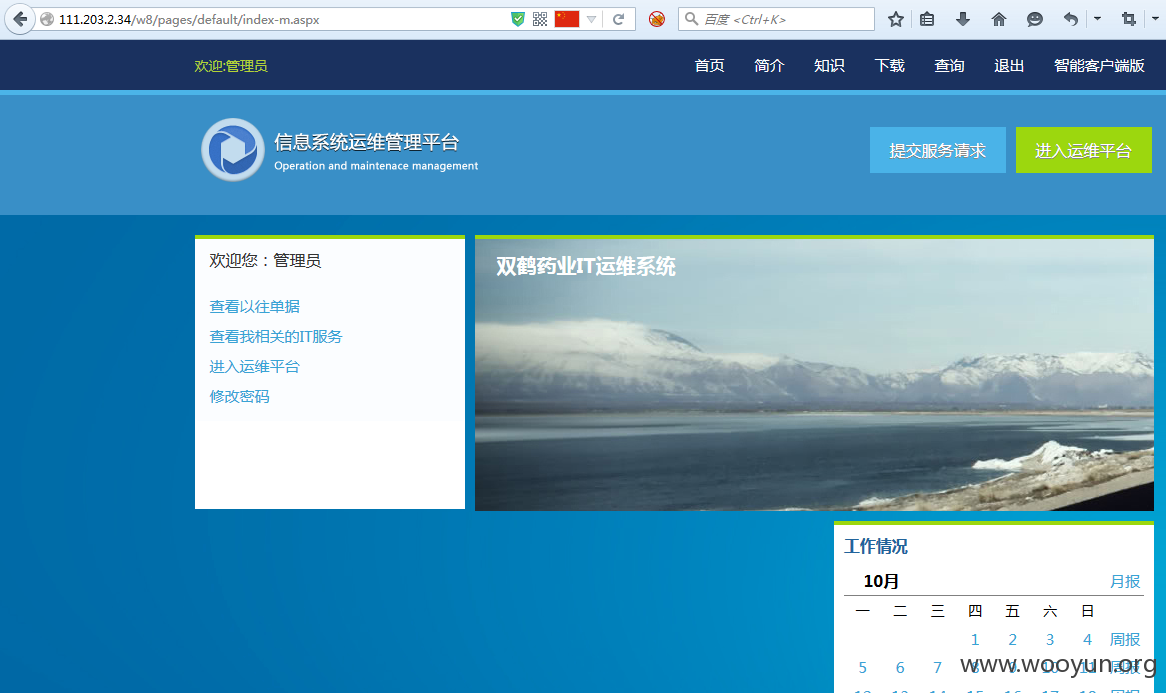 111.203.2.34/w8/pages/default/index-m.aspx
百度 <Ctrl+K>
欢迎:管理员
首页 简介 知识 下载 查询 退出 智能客户端版
信息系统运维管理平台
Operation and maintenace management
提交服务请求 进入运维平台
欢迎您：管理员
查看以往单据
查看我相关的IT服务
进入运维平台
修改密码
双鹤药业IT运维系统
工作情况
10月 月报
一 二 三 四 五 六 日
1 2 3 4 周报
5 6 7 8 9 10 11 周报
www.wooyun.org